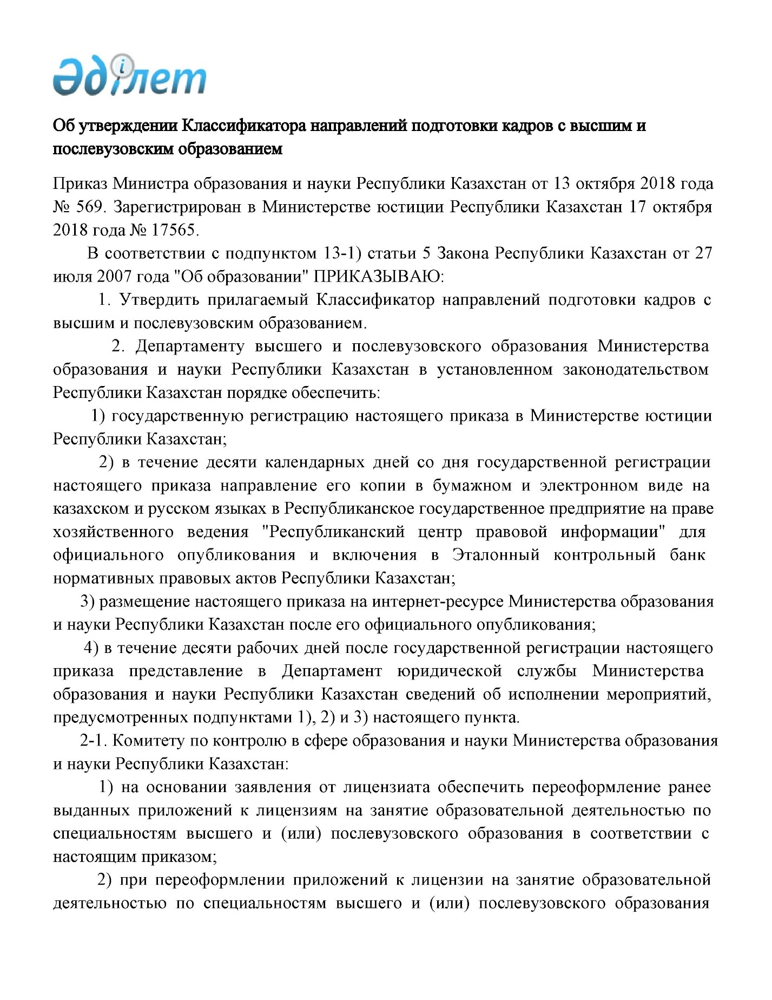 Әділет
Об утверждении Классификатора направлений подготовки кадров с высшим и
послевузовским образованием
Приказ Министра образования и науки Республики Казахстан от 13 октября 2018 года
№ 569. Зарегистрирован в Министерстве юстиции Республики Казахстан 17 октября
2018 года № 17565.
В соответствии с подпунктом 13-1) статьи 5 Закона Республики Казахстан от 27
июля 2007 года "Об образовании" ПРИКАЗЫВАЮ:
1. Утвердить прилагаемый Классификатор направлений подготовки кадров с
высшим и послевузовским образованием.
2. Департаменту высшего и послевузовского образования Министерства
образования и науки Республики Казахстан в установленном законодательством
Республики Казахстан порядке обеспечить:
1) государственную регистрацию настоящего приказа в Министерстве юстиции
Республики Казахстан;
2) в течение десяти календарных дней со дня государственной регистрации
настоящего приказа направление его копии в бумажном и электронном виде на
казахском и русском языках в Республиканское государственное предприятие на праве
хозяйственного ведения "Республиканский центр правовой информации" для
официального опубликования и включения в Эталонный контрольный банк
нормативных правовых актов Республики Казахстан;
3) размещение настоящего приказа на интернет-ресурсе Министерства образования
и науки Республики Казахстан после его официального опубликования;
4) в течение десяти рабочих дней после государственной регистрации настоящего
приказа представление в Департамент юридической службы Министерства
образования и науки Республики Казахстан сведений об исполнении мероприятий,
предусмотренных подпунктами 1), 2) и 3) настоящего пункта.
2-1. Комитету по контролю в сфере образования и науки Министерства образования
и науки Республики Казахстан:
1) на основании заявления от лицензиата обеспечить переоформление ранее
выданных приложений к лицензиям на занятие образовательной деятельностью по
специальностям высшего и (или) послевузовского образования в соответствии с
настоящим приказом;
2) при переоформлении приложений к лицензии на занятие образовательной
деятельностью по специальностям высшего и (или) послевузовского образования